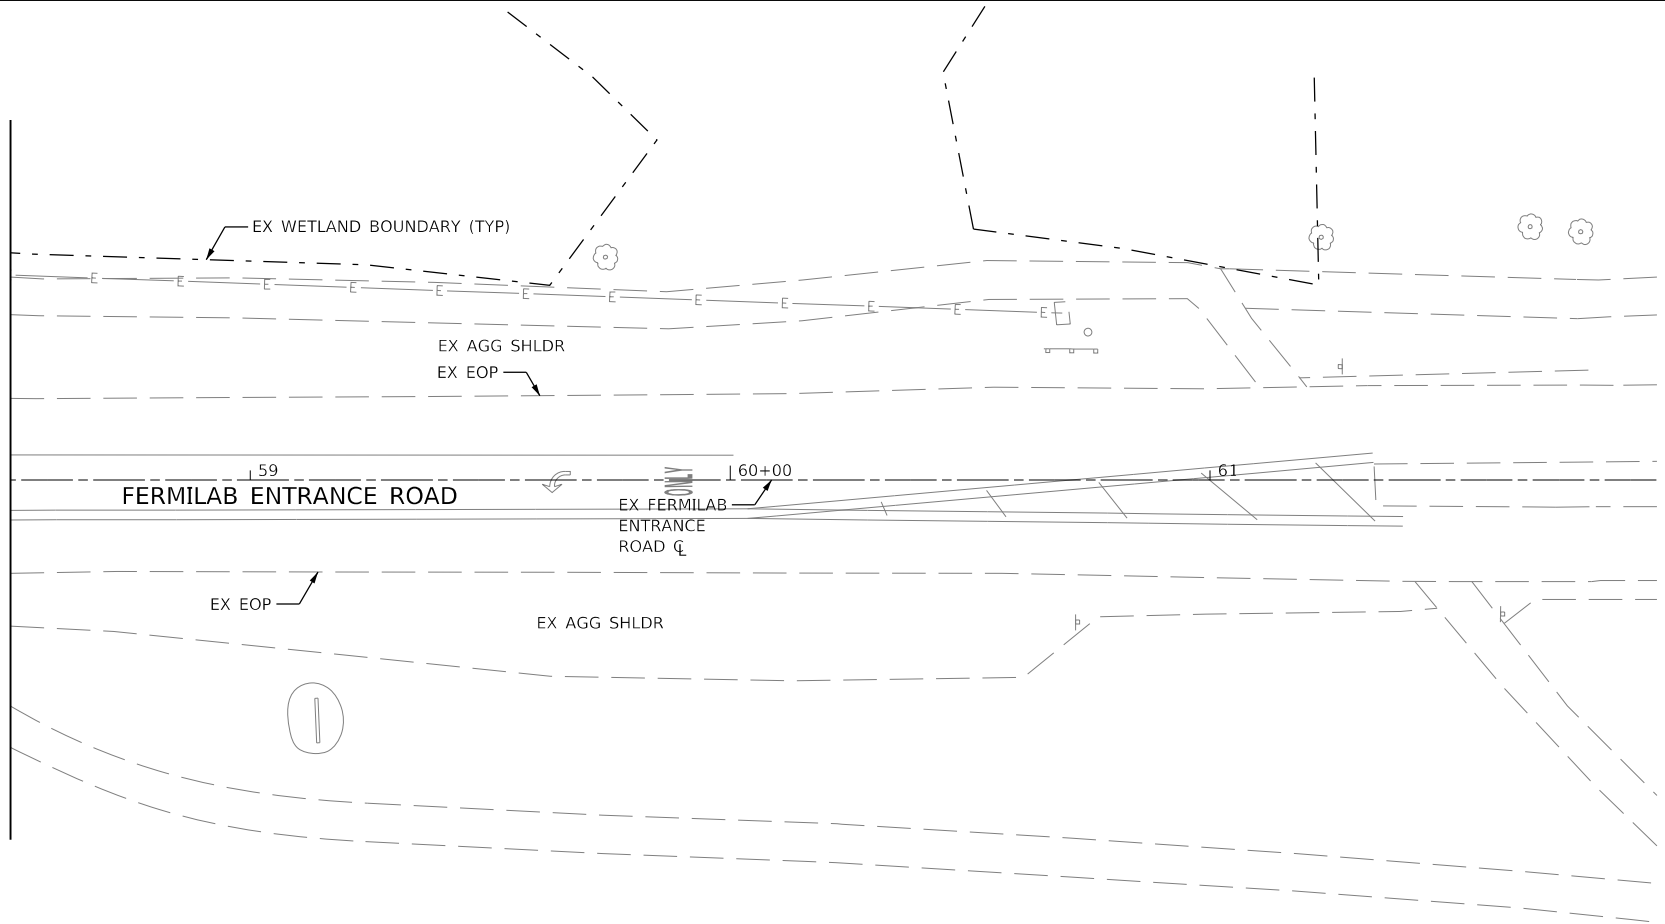 EX WETLAND BOUNDARY (TYP)
E E E E E E E E E E E E
EX AGG SHLDR
EX EOP
59
60+00
61
ONLY
FERMILAB ENTRANCE ROAD
EX FERMILAB
ENTRANCE
ROAD ℄
EX EOP
EX AGG SHLDR